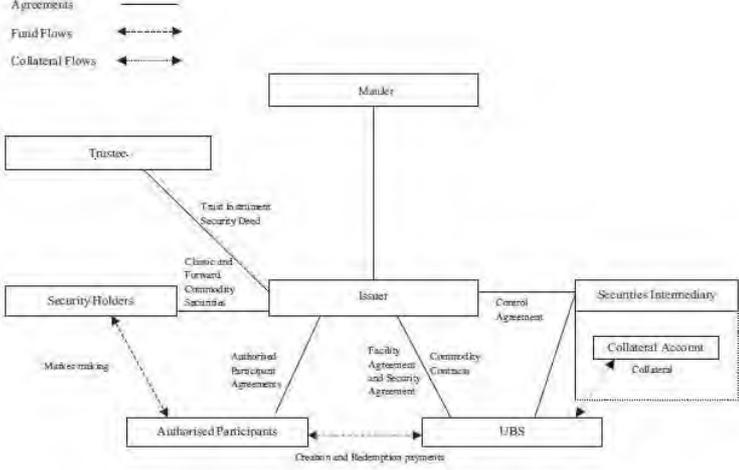 Agreements
Fund Flows
Collateral Flows
Trustee
Trust Instrument
Security Deed
Classic and
Forward
Commodity
Securities
Security Holders
Issuer
Control
Agreement
Securities Intermediary
Collateral Account
Collateral
Market-making
Authorised
Participant
Agreements
Facility
Agreement
and Security
Agreement
Commodity
Contracts
Authorised Participants
UBS
Creation and Redemption payments